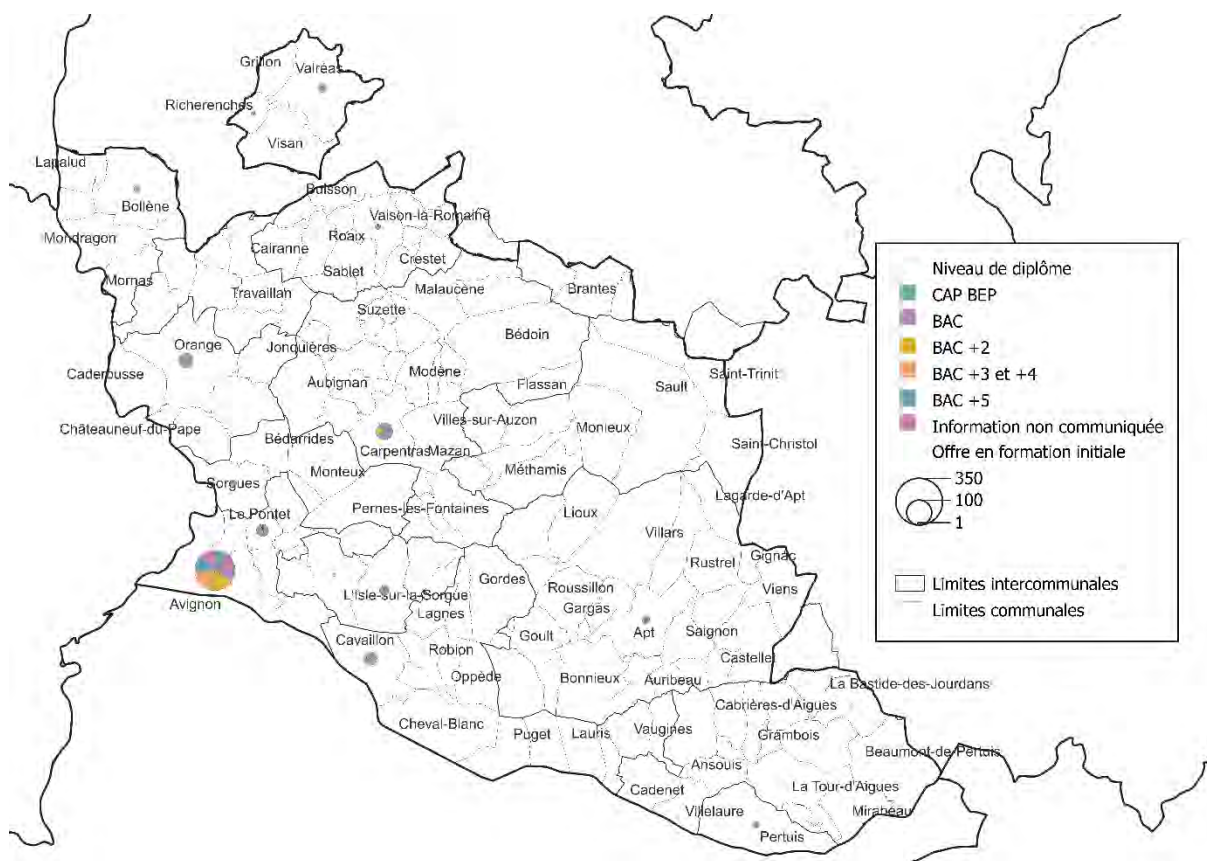 Grillon
Valréas
Richerenches
Visan
Lapalud
Bollène
Buisson
Vaison-la-Romaine
Mondragon
Cairanne
Roaix
Crestet
Mornas
Sablet
Travaillan
Malaucène
Brantes
Suzette
Orange
Jonquières
Bédoin
Caderousse
Aubignan
Modène
Flassan
Sault
Saint-Trinit
Châteauneuf-du-Pape
Bédarrides
Villes-sur-Auzon
Monieux
Carpentras
Mazan
Saint-Christol
Monteux
Méthamis
Sorgues
Pernes-les-Fontaines
Lagarde-d'Apt
Le Pontet
Lioux
Villars
Rustrel
Gignac
Avignon
L'Isle-sur-la-Sorgue
Gordes
Roussillon
Viens
Lagnes
Gargas
Cavaillon
Goult
Apt
Saignon
Robion
Castellet
Oppède
Bonnieux
Auribeau
La Bastide-des-Jourdans
Cheval-Blanc
Cabrières-d'Aigues
Puget
Lauris
Vaugines
Grambois
Beaumont-de-Pertuis
Ansouis
Cadenet
La Tour-d'Aigues
Villelaure
Mirabeau
Pertuis
Niveau de diplôme
CAP BEP
BAC
BAC +2
BAC +3 et +4
BAC +5
Information non communiquée
Offre en formation initiale
350
100
1
Limites intercommunales
Limites communales